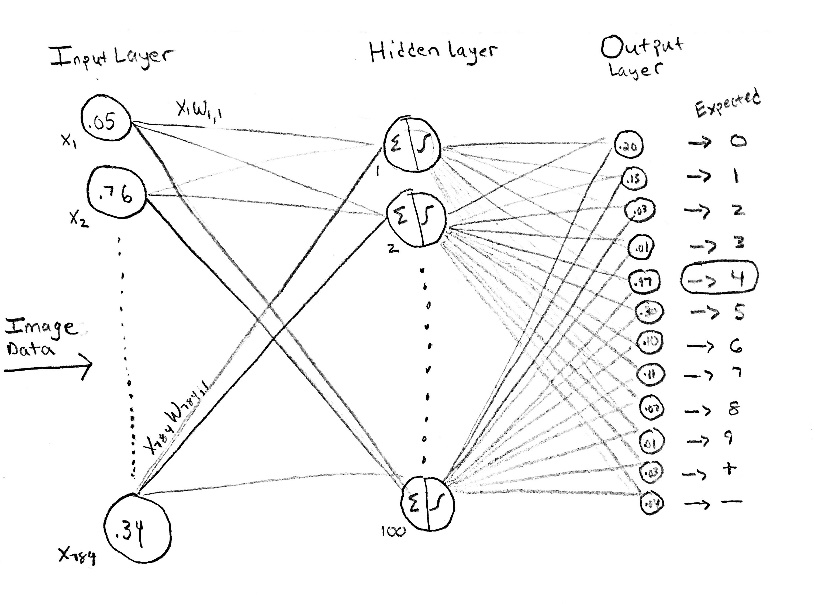 Input Layer
Hidden layer
Output
Layer
Expected
X₁W₁,₁
.05
X₁
.76
X₂
Σ ∫
1
Σ ∫
2
.20
→ 0
.15
→ 1
.03
→ 2
.01
→ 3
.97
→ 4
→ 5
.10
→ 6
.11
→ 7
→ 8
.01
→ 9
.03
→ +
→ −
Image
Data
X₇₈₄W₇₈₄,₁
.34
X₇₈₄
Σ ∫
100